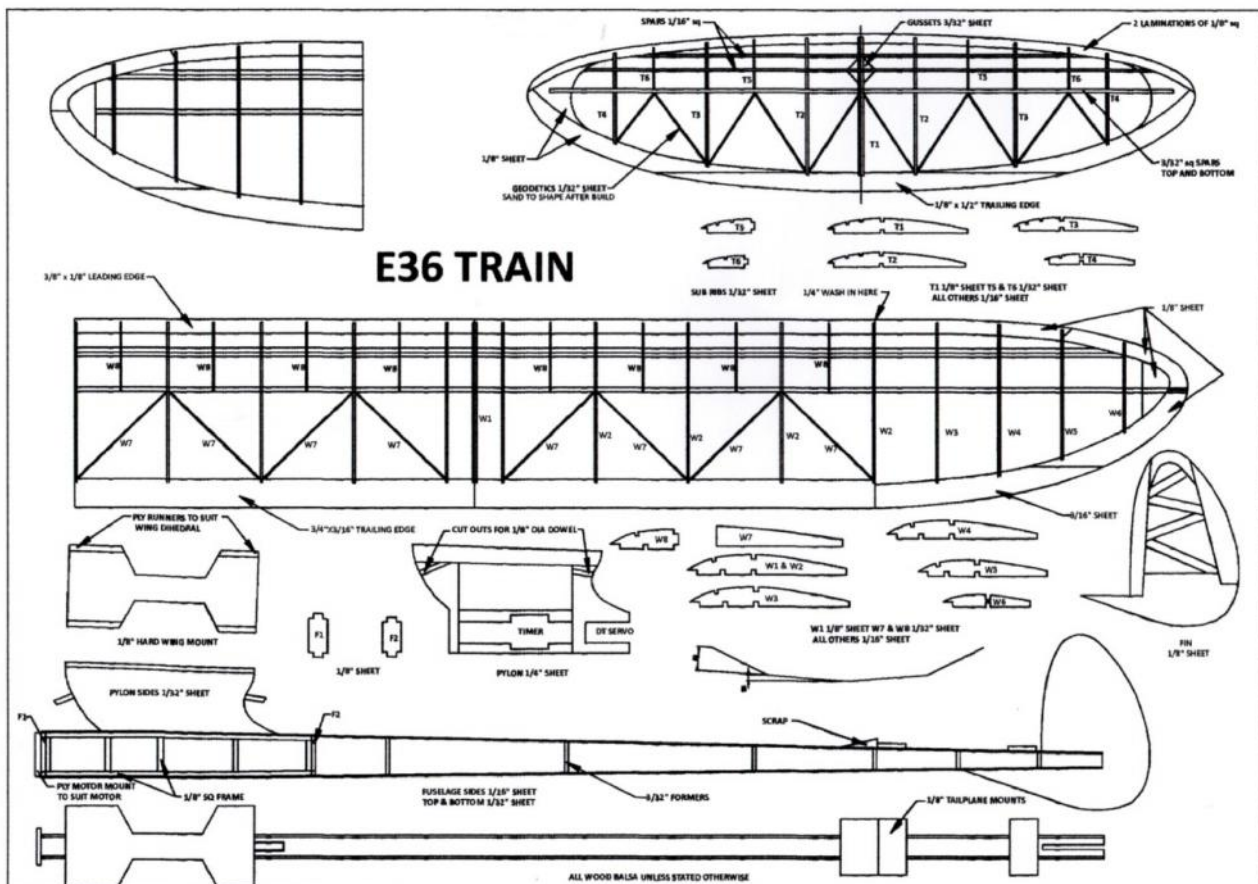 SPARS 1/16" sq
GUSSETS 3/32" SHEET
2 LAMINATIONS OF 1/8" sq
T6
T5
T5
T6
T4
T3
T2
T2
T3
T4
T1
1/8" SHEET
GEODETICS 1/32" SHEET
SAND TO SHAPE AFTER BUILD
3/32" sq SPARS
TOP AND BOTTOM
1/8" x 1/2" TRAILING EDGE
T5
T1
T3
T6
T2
T4
E36 TRAIN
SUB RIBS 1/32" SHEET
T1 1/8" SHEET T5 & T6 1/32" SHEET
ALL OTHERS 1/16" SHEET
3/8" x 1/8" LEADING EDGE
1/4" WASH IN HERE
1/8" SHEET
W8
W8
W8
W8
W8
W8
W8
W8
W1
W6
W7
W7
W7
W7
W7
W2
W7
W2
W7
W2
W7
W2
W3
W4
W5
3/4"X3/16" TRAILING EDGE
3/16" SHEET
PLY RUNNERS TO SUIT
WING DIHEDRAL
CUT OUTS FOR 1/8" DIA DOWEL
W8
W7
W4
W1 & W2
W3
W6
1/8" HARD WING MOUNT
F1
F2
1/8" SHEET
TIMER
DT SERVO
PYLON 1/4" SHEET
W1 1/8" SHEET W7 & W8 1/32" SHEET
ALL OTHERS 1/16" SHEET
FIN
1/8" SHEET
PYLON SIDES 1/32" SHEET
F1
F2
SCRAP
PLY MOTOR MOUNT
TO SUIT MOTOR
1/8" SQ FRAME
FUSELAGE SIDES 1/16" SHEET
TOP & BOTTOM 1/32" SHEET
3/32" FORMERS
1/8" TAILPLANE MOUNTS
ALL WOOD BALSA UNLESS STATED OTHERWISE